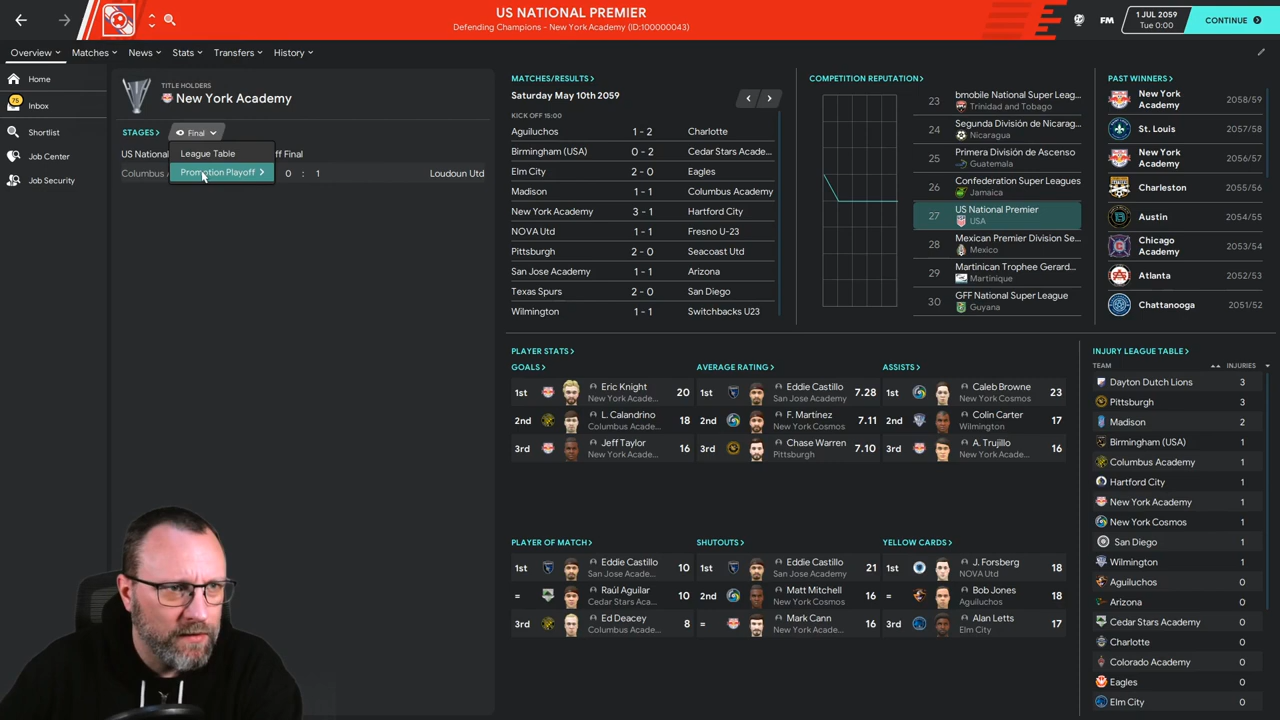 US NATIONAL PREMIER
Defending Champions - New York Academy (ID:100000043)
FM
1 JUL 2059
Tue 0:00
CONTINUE
Overview
Matches
News
Stats
Transfers
History
Home
75
Inbox
Shortlist
Job Center
Job Security
TITLE HOLDERS
New York Academy
STAGES
Final
League Table
Promotion Playoff
US National
ff Final
Columbus A
0 : 1
Loudoun Utd
MATCHES/RESULTS
Saturday May 10th 2059
KICK OFF 15:00
Aguiluchos 1 - 2 Charlotte
Birmingham (USA) 0 - 2 Cedar Stars Acade...
Elm City 2 - 0 Eagles
Madison 1 - 1 Columbus Academy
New York Academy 3 - 1 Hartford City
NOVA Utd 1 - 1 Fresno U-23
Pittsburgh 2 - 0 Seacoast Utd
San Jose Academy 1 - 1 Arizona
Texas Spurs 2 - 0 San Diego
Wilmington 1 - 1 Switchbacks U23
COMPETITION REPUTATION
23 bmobile National Super Leag...
Trinidad and Tobago
24 Segunda División de Nicarag...
Nicaragua
25 Primera División de Ascenso
Guatemala
26 Confederation Super Leagues
Jamaica
27 US National Premier
USA
28 Mexican Premier Division Se...
Mexico
29 Martinican Trophee Gerard...
Martinique
30 GFF National Super League
Guyana
PAST WINNERS
New York Academy 2058/59
St. Louis 2057/58
New York Academy 2056/57
Charleston 2055/56
Austin 2054/55
Chicago Academy 2053/54
Atlanta 2052/53
Chattanooga 2051/52
PLAYER STATS
GOALS
1st Eric Knight 20
New York Acade...
2nd L. Calandrino 18
Columbus Acade...
3rd Jeff Taylor 16
New York Acade...
AVERAGE RATING
1st Eddie Castillo 7.28
San Jose Academy
2nd F. Martínez 7.11
New York Cosmos
3rd Chase Warren 7.10
Pittsburgh
ASSISTS
1st Caleb Browne 23
New York Cosmos
2nd Colin Carter 17
Wilmington
3rd A. Trujillo 16
New York Acade...
PLAYER OF MATCH
1st Eddie Castillo 10
San Jose Academy
= Raúl Aguilar 10
Cedar Stars Acade...
3rd Ed Deacey 8
Columbus Acade...
SHUTOUTS
1st Eddie Castillo 21
San Jose Academy
2nd Matt Mitchell 16
New York Cosmos
= Mark Cann 16
New York Acade...
YELLOW CARDS
1st J. Forsberg 18
NOVA Utd
= Bob Jones 18
Aguiluchos
3rd Alan Letts 17
Elm City
INJURY LEAGUE TABLE
TEAM INJURIES
Dayton Dutch Lions 3
Pittsburgh 3
Madison 2
Birmingham (USA) 1
Columbus Academy 1
Hartford City 1
New York Academy 1
New York Cosmos 1
San Diego 1
Wilmington 1
Aguiluchos 0
Arizona 0
Cedar Stars Academy 0
Charlotte 0
Colorado Academy 0
Eagles 0
Elm City 0